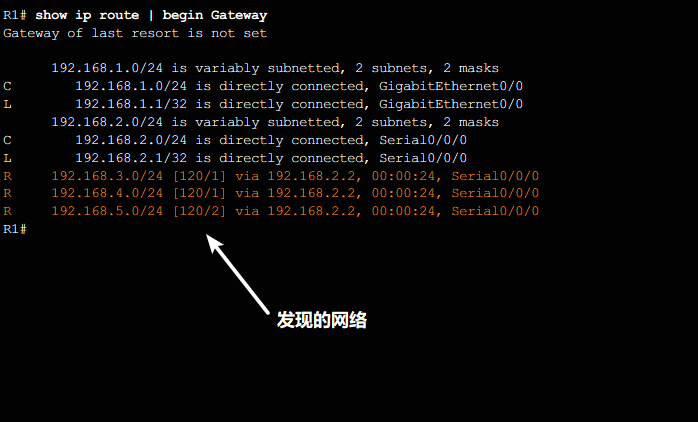 R1# show ip route | begin Gateway
Gateway of last resort is not set
192.168.1.0/24 is variably subnetted, 2 subnets, 2 masks
C 192.168.1.0/24 is directly connected, GigabitEthernet0/0
L 192.168.1.1/32 is directly connected, GigabitEthernet0/0
192.168.2.0/24 is variably subnetted, 2 subnets, 2 masks
C 192.168.2.0/24 is directly connected, Serial0/0/0
L 192.168.2.1/32 is directly connected, Serial0/0/0
R 192.168.3.0/24 [120/1] via 192.168.2.2, 00:00:24, Serial0/0/0
R 192.168.4.0/24 [120/1] via 192.168.2.2, 00:00:24, Serial0/0/0
R 192.168.5.0/24 [120/2] via 192.168.2.2, 00:00:24, Serial0/0/0
R1#
发现的网络